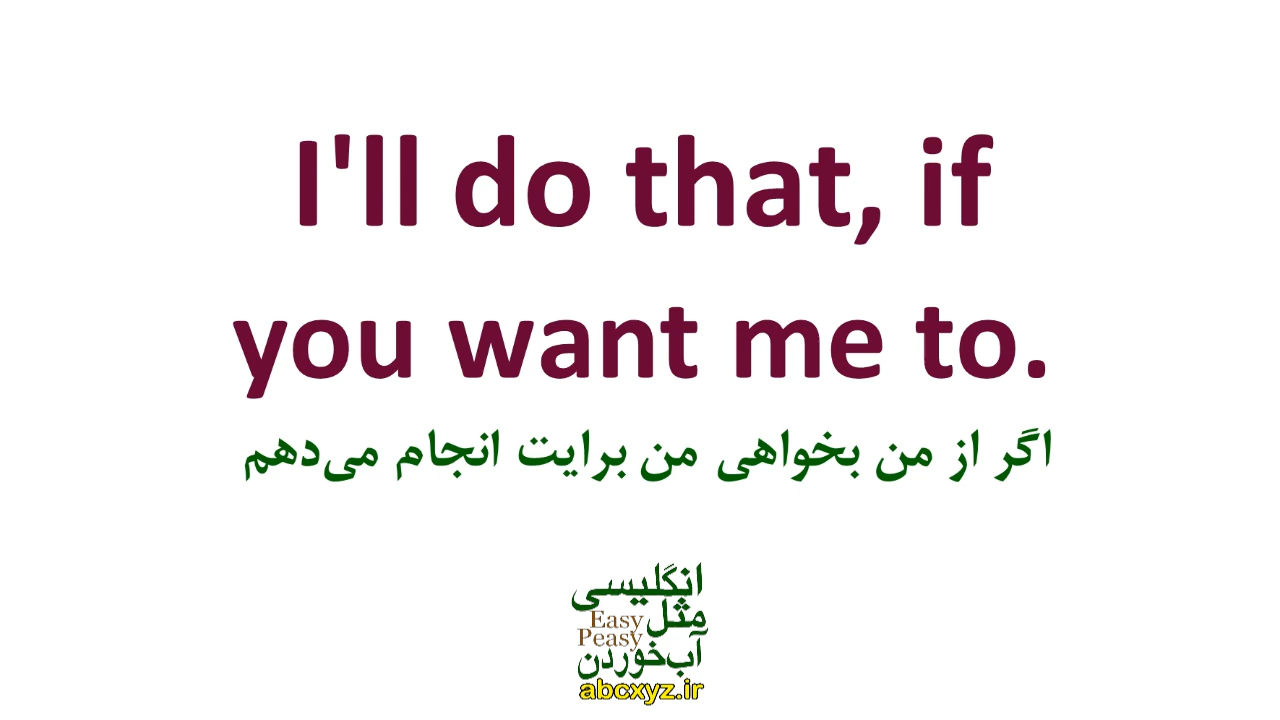 I'll do that, if
you want me to.
اگر از من بخواهی من برایت انجام می‌دهم
انگلیسی
مثل
Easy
Peasy
آب‌خوردن
abcxyz.ir